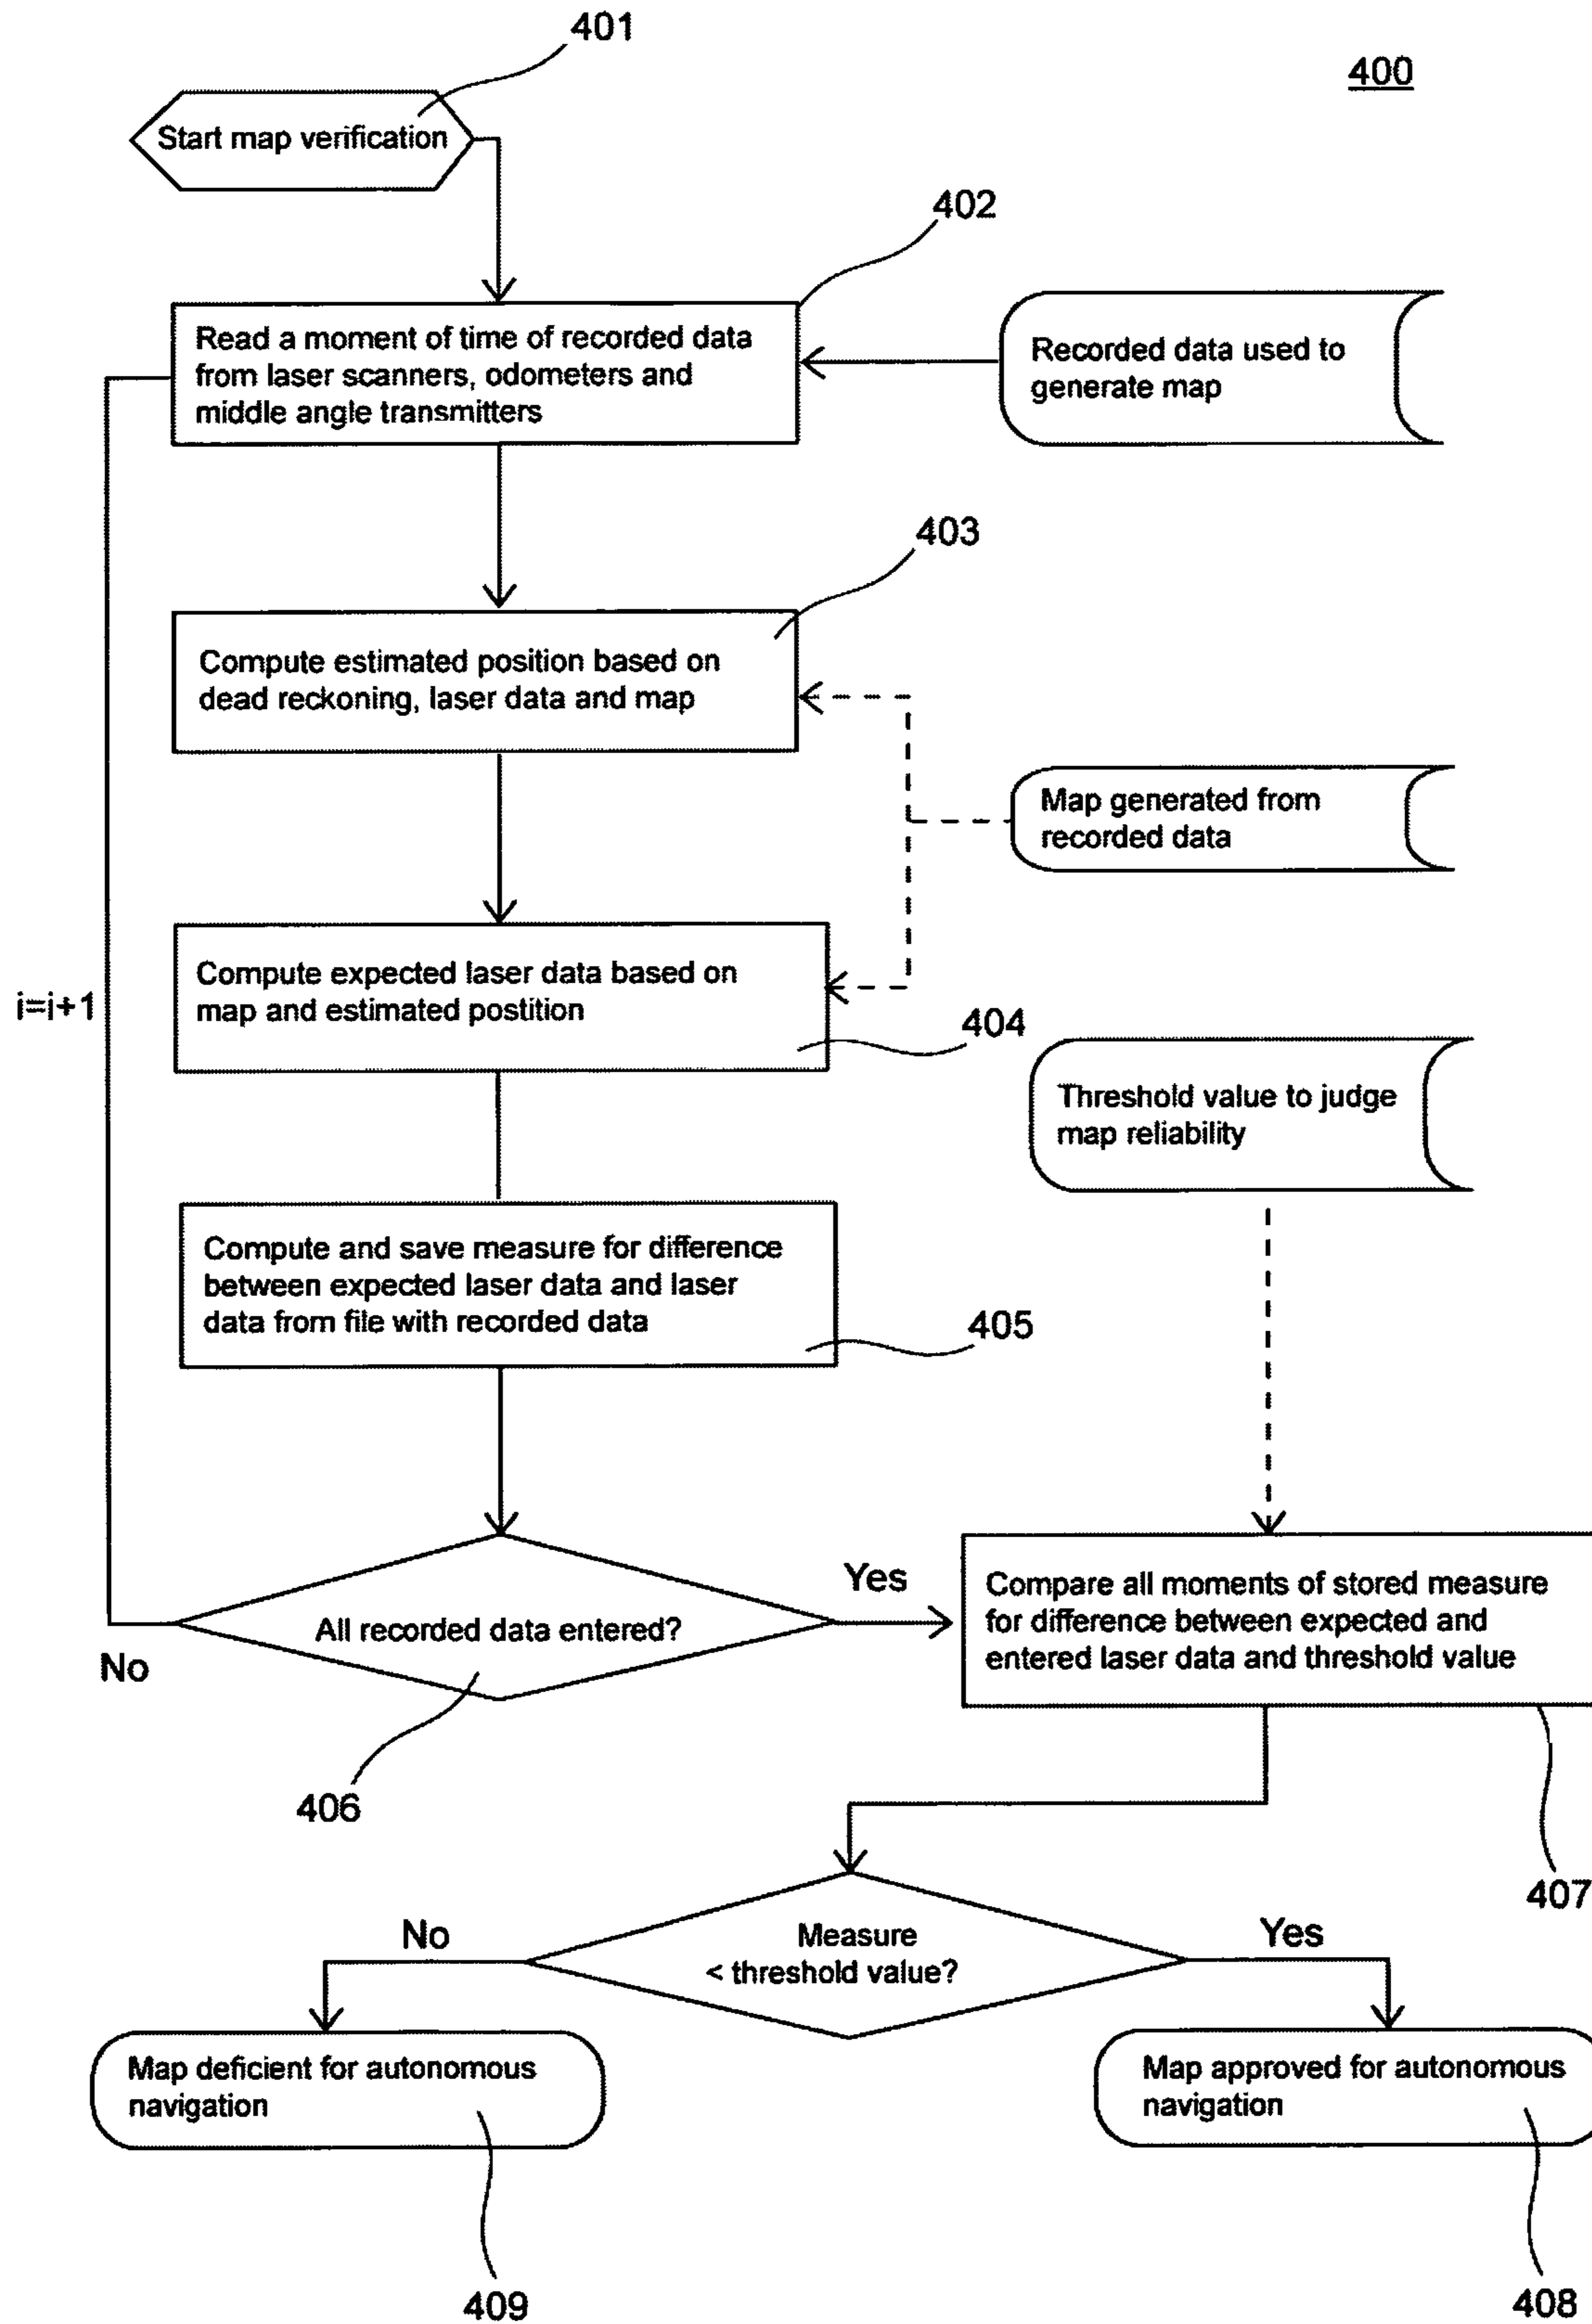 401
400
Start map verification
402
Read a moment of time of recorded data
from laser scanners, odometers and
middle angle transmitters
Recorded data used to
generate map
403
Compute estimated position based on
dead reckoning, laser data and map
Map generated from
recorded data
Compute expected laser data based on
map and estimated postition
i=i+1
404
Threshold value to judge
map reliability
Compute and save measure for difference
between expected laser data and laser
data from file with recorded data
405
All recorded data entered?
Yes
No
406
Compare all moments of stored measure
for difference between expected and
entered laser data and threshold value
407
Measure
< threshold value?
No
Yes
Map deficient for autonomous
navigation
Map approved for autonomous
navigation
409
408